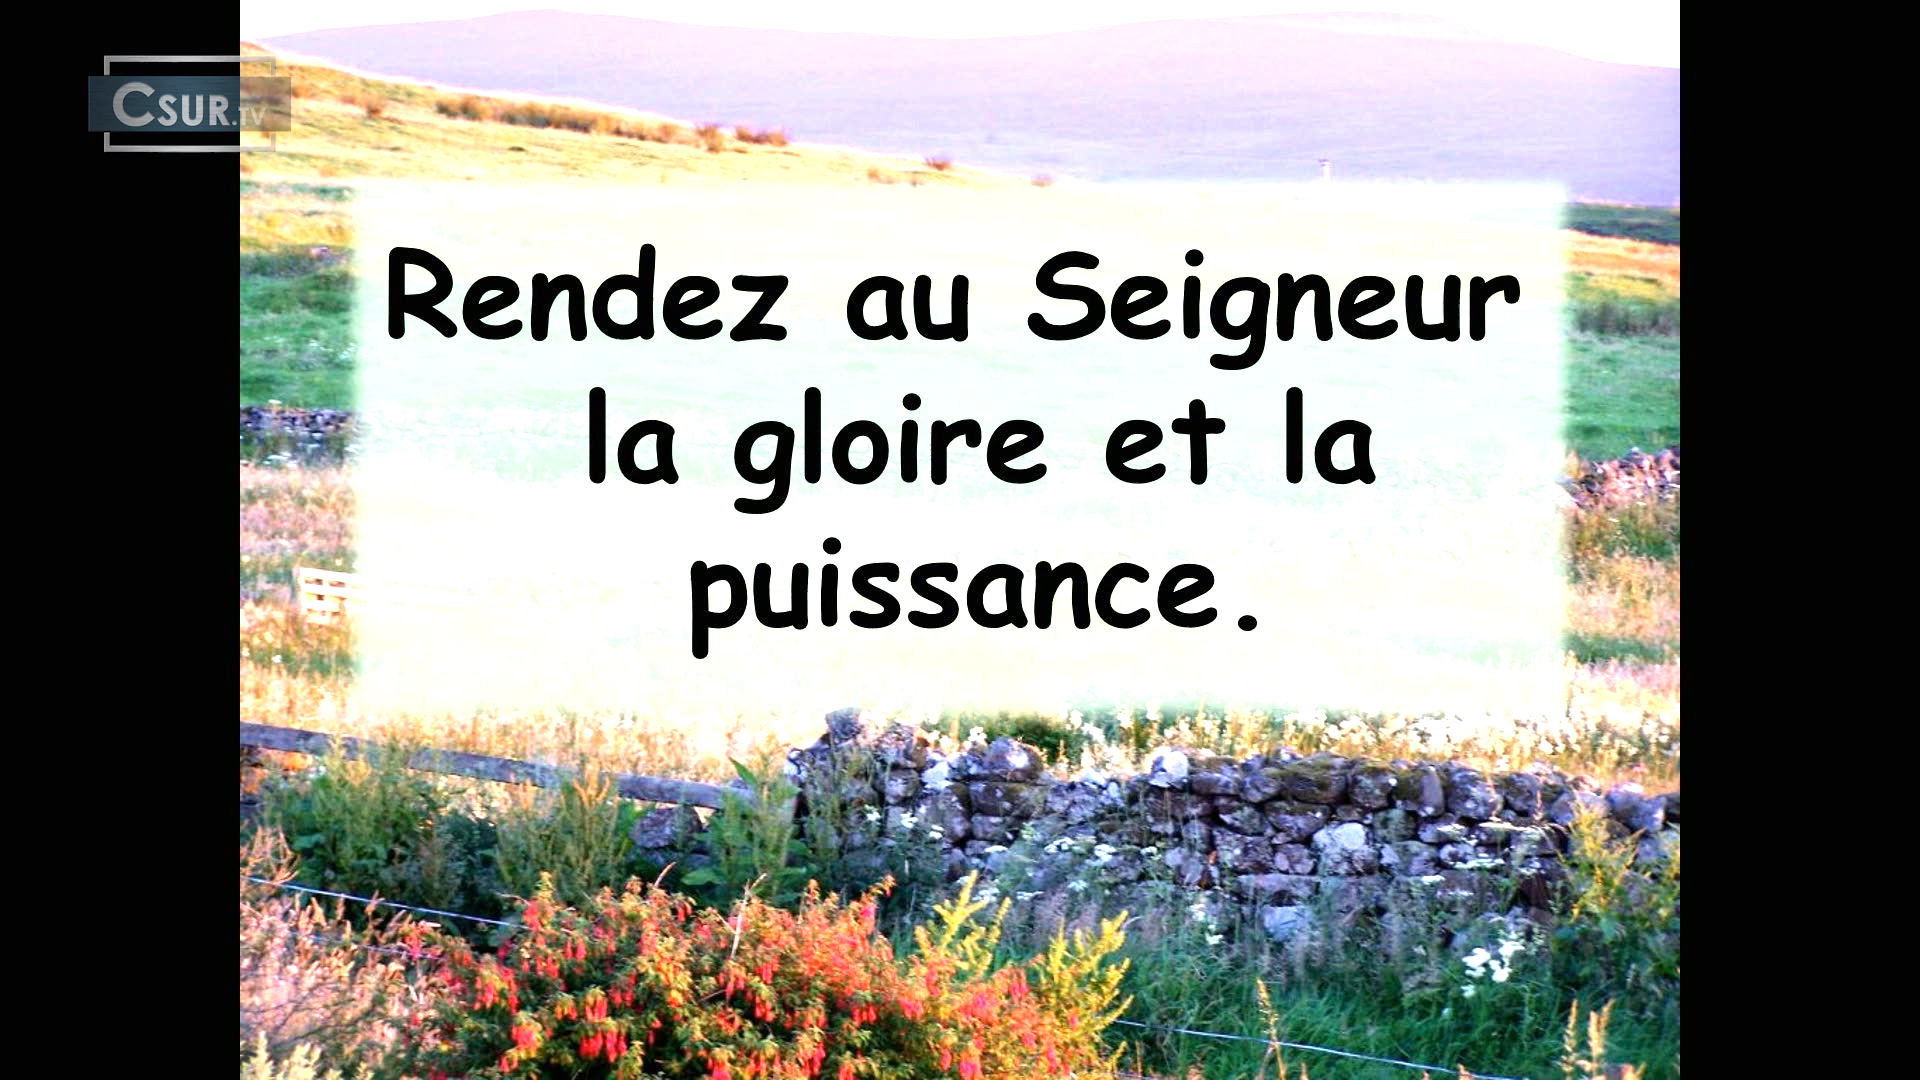 CSUR.TV
Rendez au Seigneur
la gloire et la
puissance.